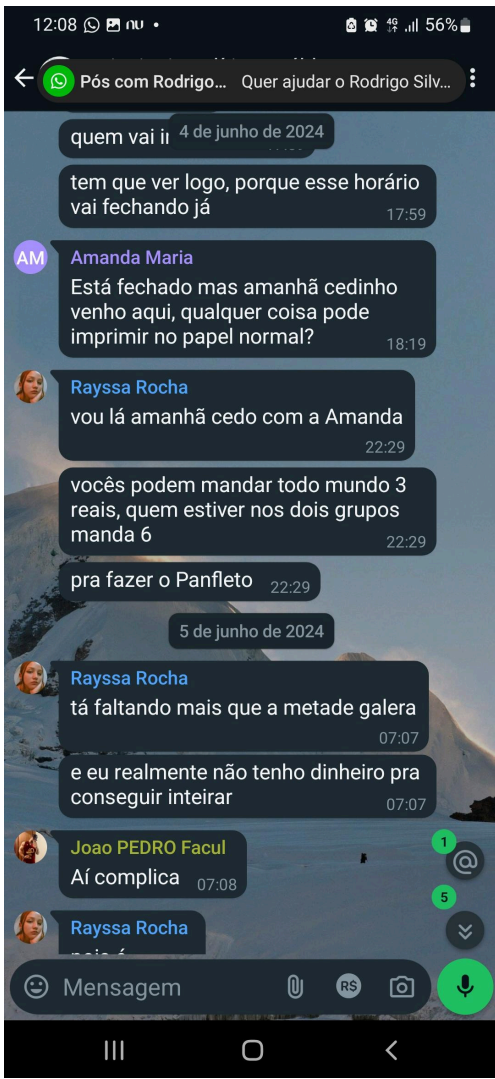 12:08
56%
Pós com Rodrigo... Quer ajudar o Rodrigo Silv...
4 de junho de 2024
quem vai
tem que ver logo, porque esse horário
vai fechando já
17:59
AM
Amanda Maria
Está fechado mas amanhã cedinho
venho aqui, qualquer coisa pode
imprimir no papel normal?
18:19
Rayssa Rocha
vou lá amanhã cedo com a Amanda
22:29
vocês podem mandar todo mundo 3
reais, quem estiver nos dois grupos
manda 6
22:29
pra fazer o Panfleto 22:29
5 de junho de 2024
Rayssa Rocha
tá faltando mais que a metade galera
07:07
e eu realmente não tenho dinheiro pra
conseguir inteirar
07:07
Joao PEDRO Facul
Aí complica 07:08
1
@
5
Rayssa Rocha
Mensagem
R$